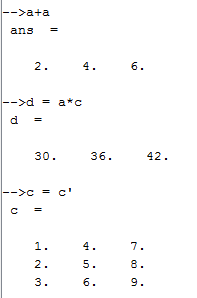 -->a+a
ans =
2. 4. 6.
-->d = a*c
d =
30. 36. 42.
-->c = c'
c =
1. 4. 7.
2. 5. 8.
3. 6. 9.